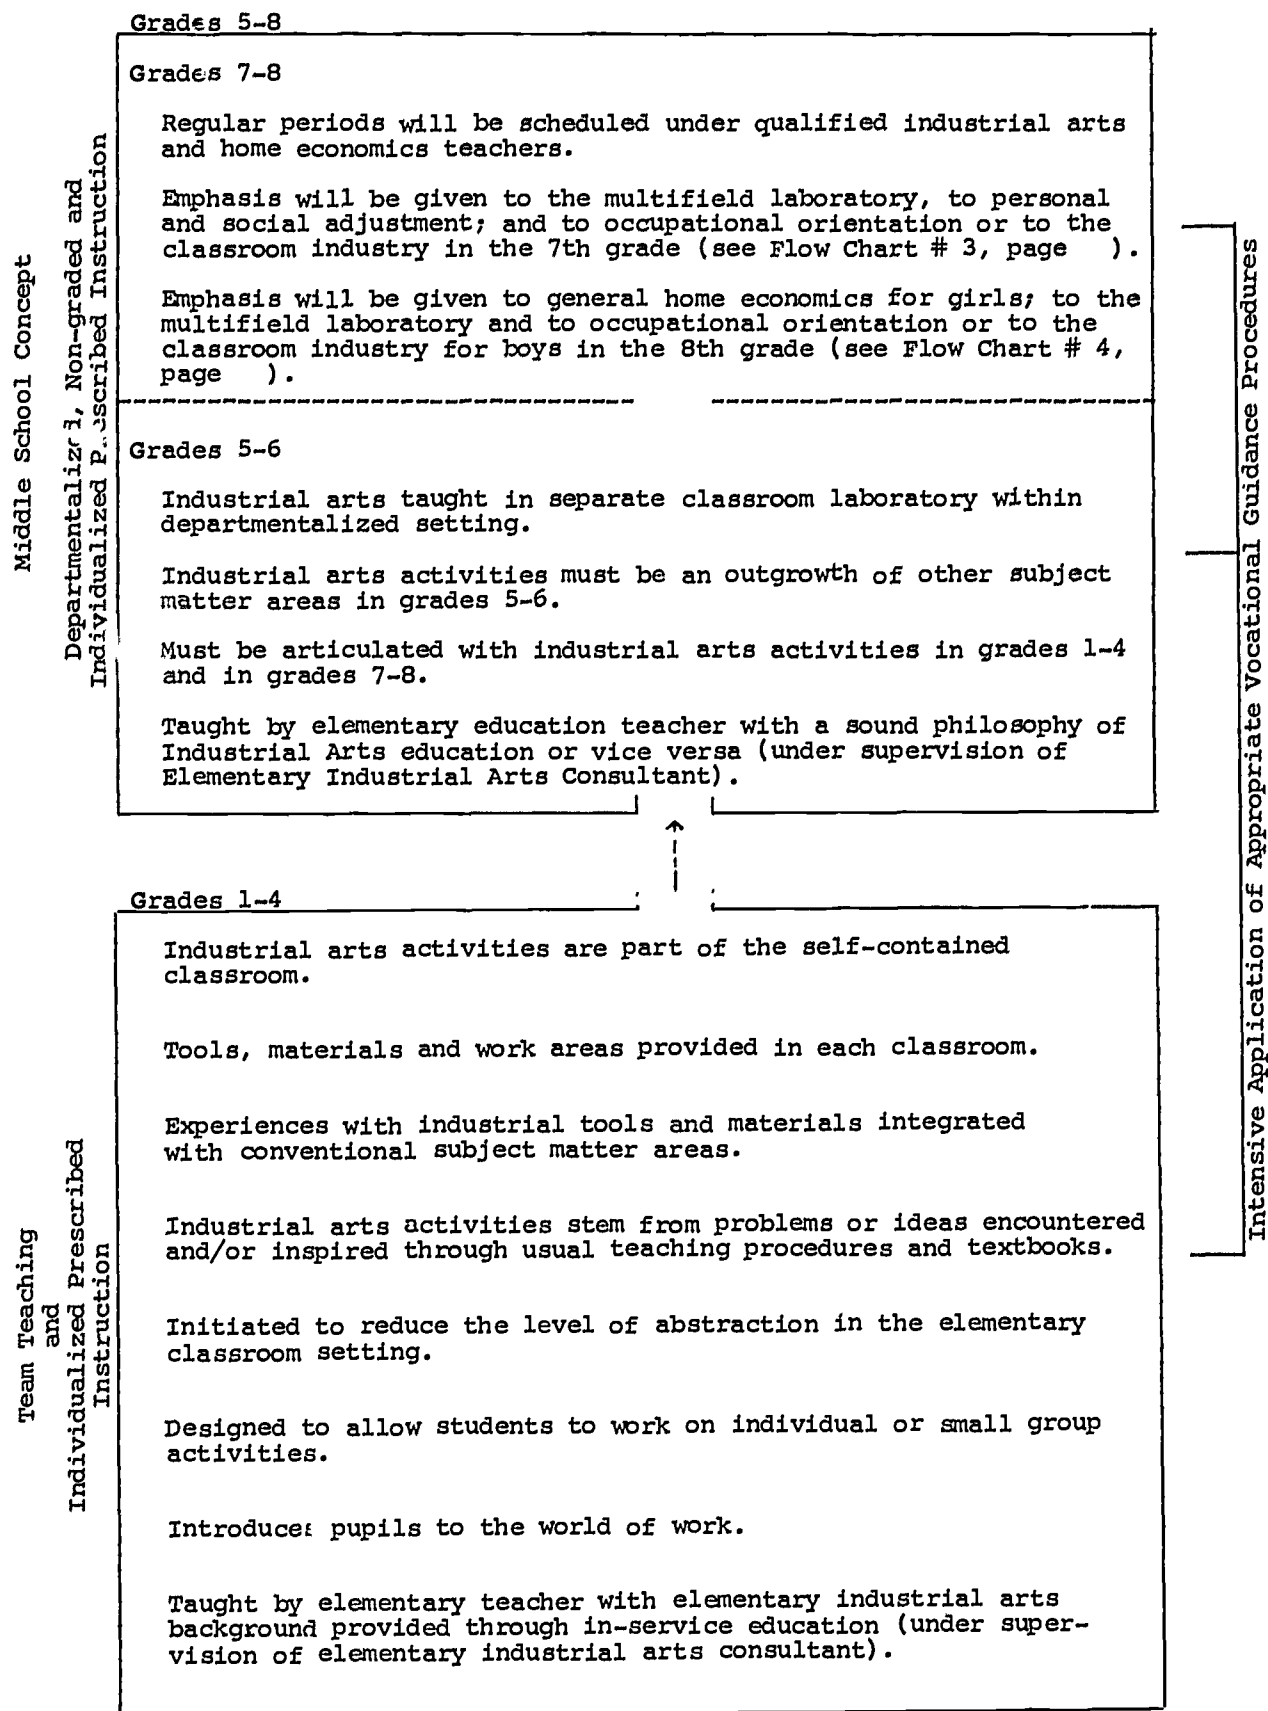 Grades 5-8
Grades 7-8
Regular periods will be scheduled under qualified industrial arts
and home economics teachers.
Emphasis will be given to the multifield laboratory, to personal
and social adjustment; and to occupational orientation or to the
classroom industry in the 7th grade (see Flow Chart # 3, page   ).
Emphasis will be given to general home economics for girls; to the
multifield laboratory and to occupational orientation or to the
classroom industry for boys in the 8th grade (see Flow Chart # 4,
page   ).
Middle School Concept
Departmentalized, Non-graded and
Individualized Prescribed Instruction
Grades 5-6
Industrial arts taught in separate classroom laboratory within
departmentalized setting.
Industrial arts activities must be an outgrowth of other subject
matter areas in grades 5-6.
Must be articulated with industrial arts activities in grades 1-4
and in grades 7-8.
Taught by elementary education teacher with a sound philosophy of
Industrial Arts education or vice versa (under supervision of
Elementary Industrial Arts Consultant).
Intensive Application of Appropriate Vocational Guidance Procedures
Grades 1-4
Industrial arts activities are part of the self-contained
classroom.
Tools, materials and work areas provided in each classroom.
Experiences with industrial tools and materials integrated
with conventional subject matter areas.
Industrial arts activities stem from problems or ideas encountered
and/or inspired through usual teaching procedures and textbooks.
Initiated to reduce the level of abstraction in the elementary
classroom setting.
Designed to allow students to work on individual or small group
activities.
Introduces pupils to the world of work.
Taught by elementary teacher with elementary industrial arts
background provided through in-service education (under super-
vision of elementary industrial arts consultant).
Team Teaching
and
Individualized Prescribed
Instruction